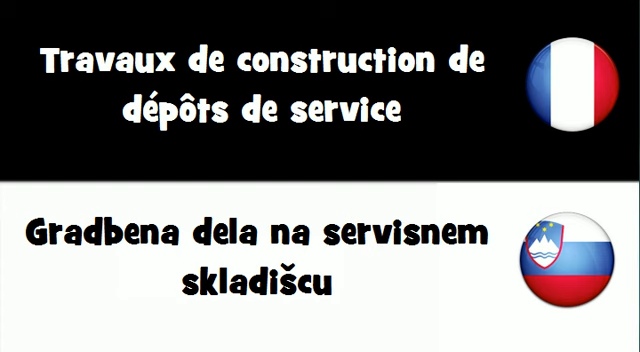 Travaux de construction de
dépôts de service
Gradbena dela na servisnem
skladišcu